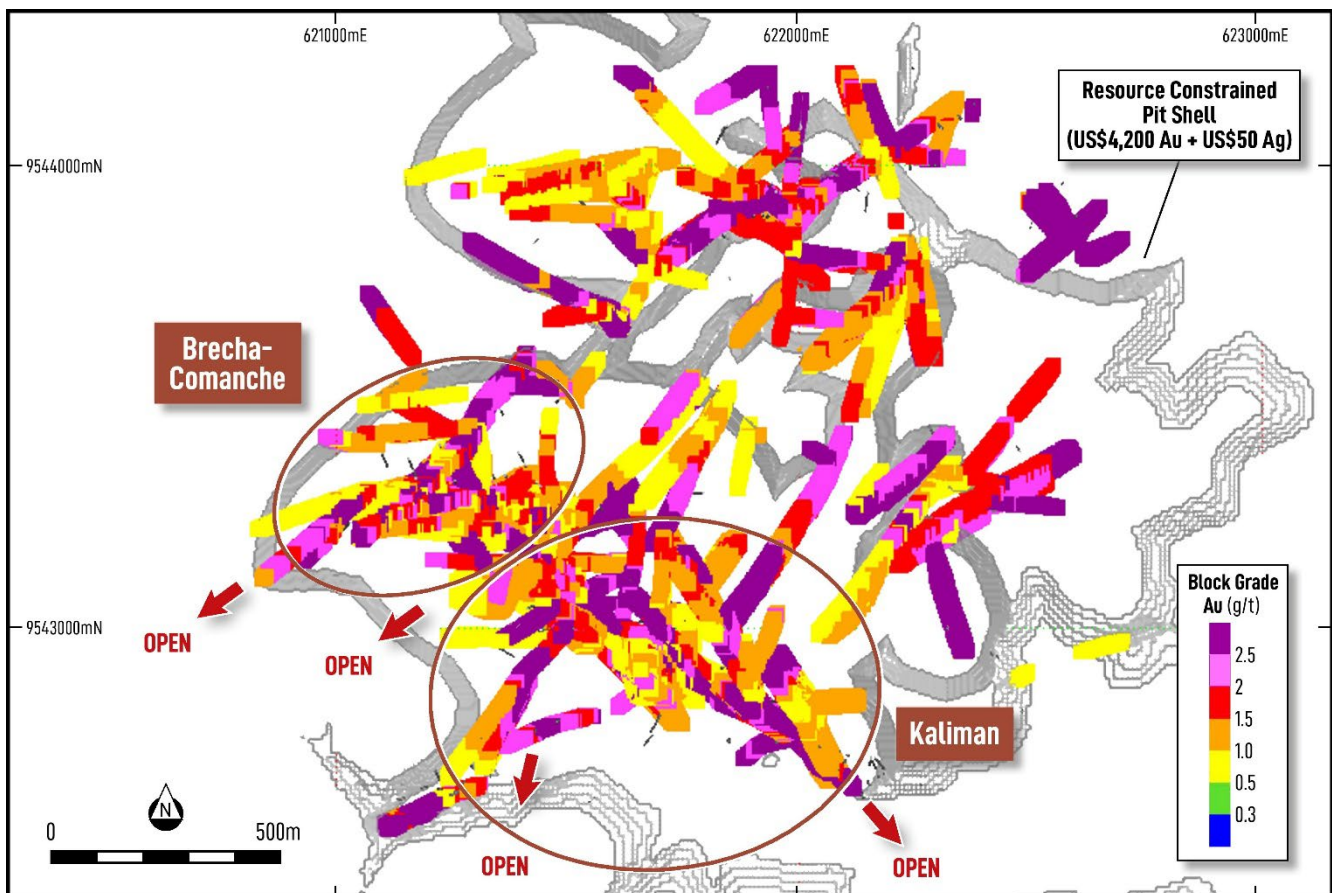 621000mE
622000mE
623000mE
Resource Constrained
Pit Shell
(US$4,200 Au + US$50 Ag)
9544000mN
Brecha-
Comanche
9543000mN
OPEN
OPEN
Block Grade
Au (g/t)
2.5
2
1.5
1.0
0.5
0.3
Kaliman
N
0
500m
OPEN
OPEN